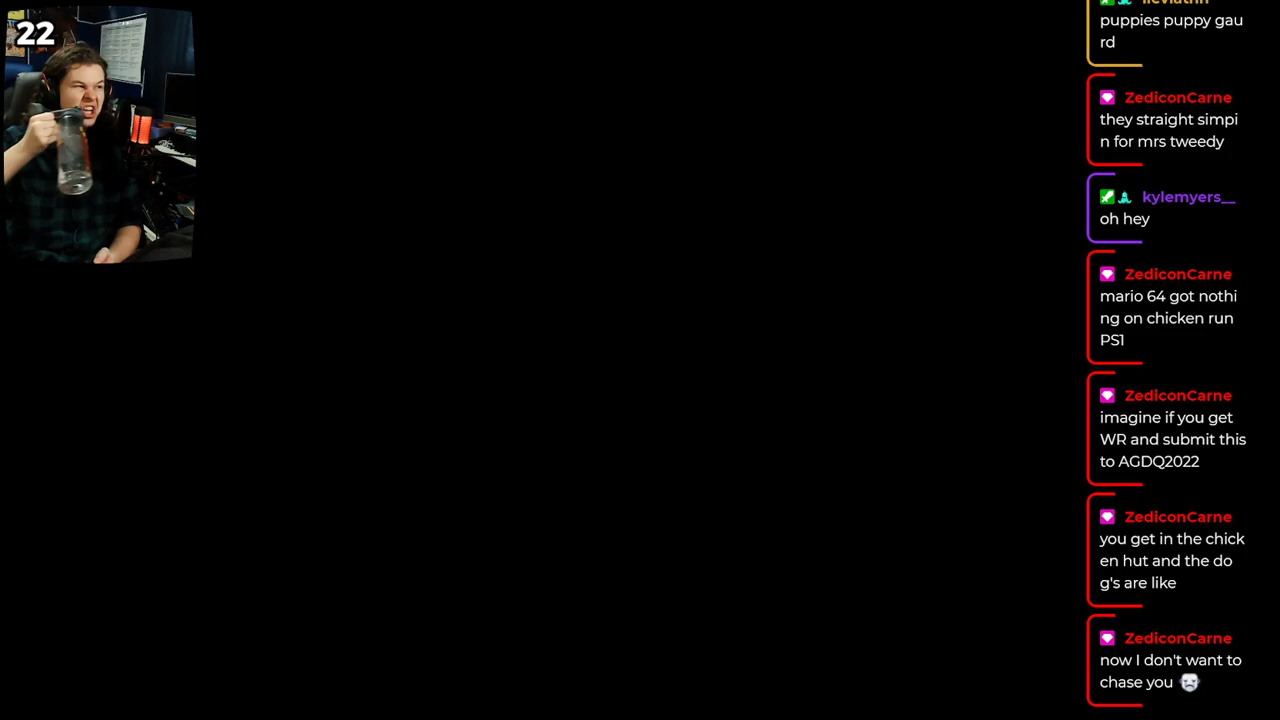 22
puppies puppy gau
rd
ZediconCarne
they straight simpi
n for mrs tweedy
kylemyers__
oh hey
ZediconCarne
mario 64 got nothi
ng on chicken run
PS1
ZediconCarne
imagine if you get
WR and submit this
to AGDQ2022
ZediconCarne
you get in the chick
en hut and the do
g's are like
ZediconCarne
now I don't want to
chase you